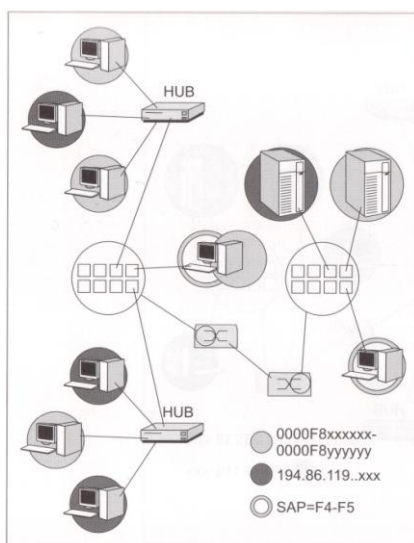 HUB
HUB
0000F8xxxxxx-
0000F8yyyyyy
194.86.119..xxx
SAP=F4-F5